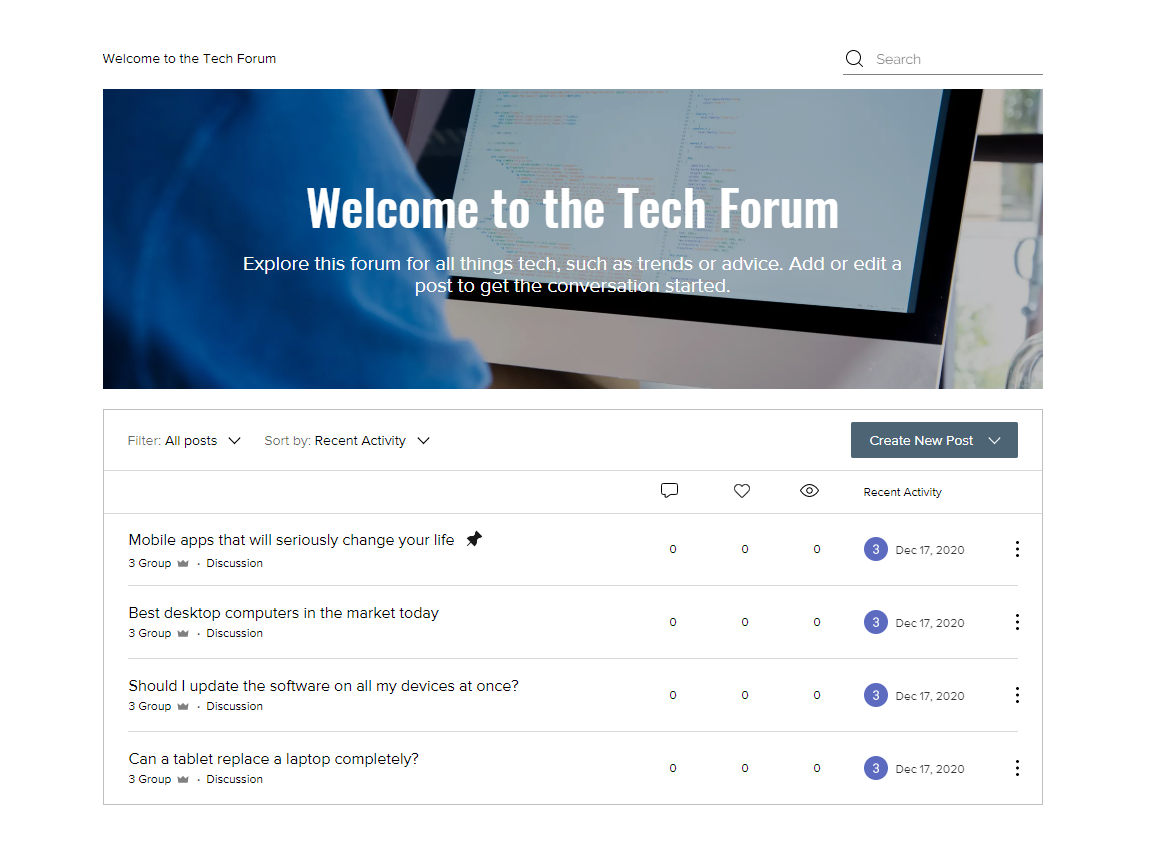 Welcome to the Tech Forum
Search
Welcome to the Tech Forum
Explore this forum for all things tech, such as trends or advice. Add or edit a
post to get the conversation started.
Filter: All posts Sort by: Recent Activity Create New Post
Recent Activity
Mobile apps that will seriously change your life
3 Group · Discussion
0 0 0 3 Dec 17, 2020
Best desktop computers in the market today
3 Group · Discussion
0 0 0 3 Dec 17, 2020
Should I update the software on all my devices at once?
3 Group · Discussion
0 0 0 3 Dec 17, 2020
Can a tablet replace a laptop completely?
3 Group · Discussion
0 0 0 3 Dec 17, 2020